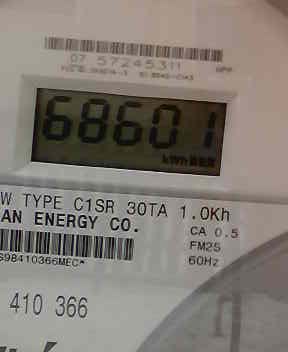 07 57245311
68601
kWh
W TYPE C1SR 30TA 1.0Kh
AN ENERGY CO.
CA 0.5
FM2S
60Hz
S98410366MEC*
410 366